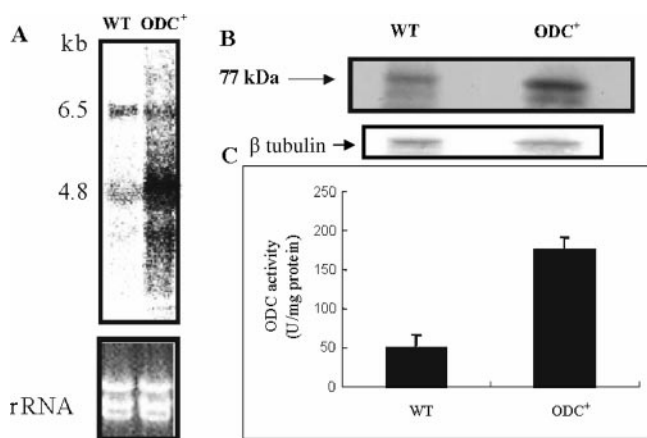 A
WT ODC⁺
kb
6.5
4.8
rRNA
B
WT ODC⁺
77 kDa
β tubulin
C
250
200
150
100
50
0
ODC activity
(U/mg protein)
WT ODC⁺